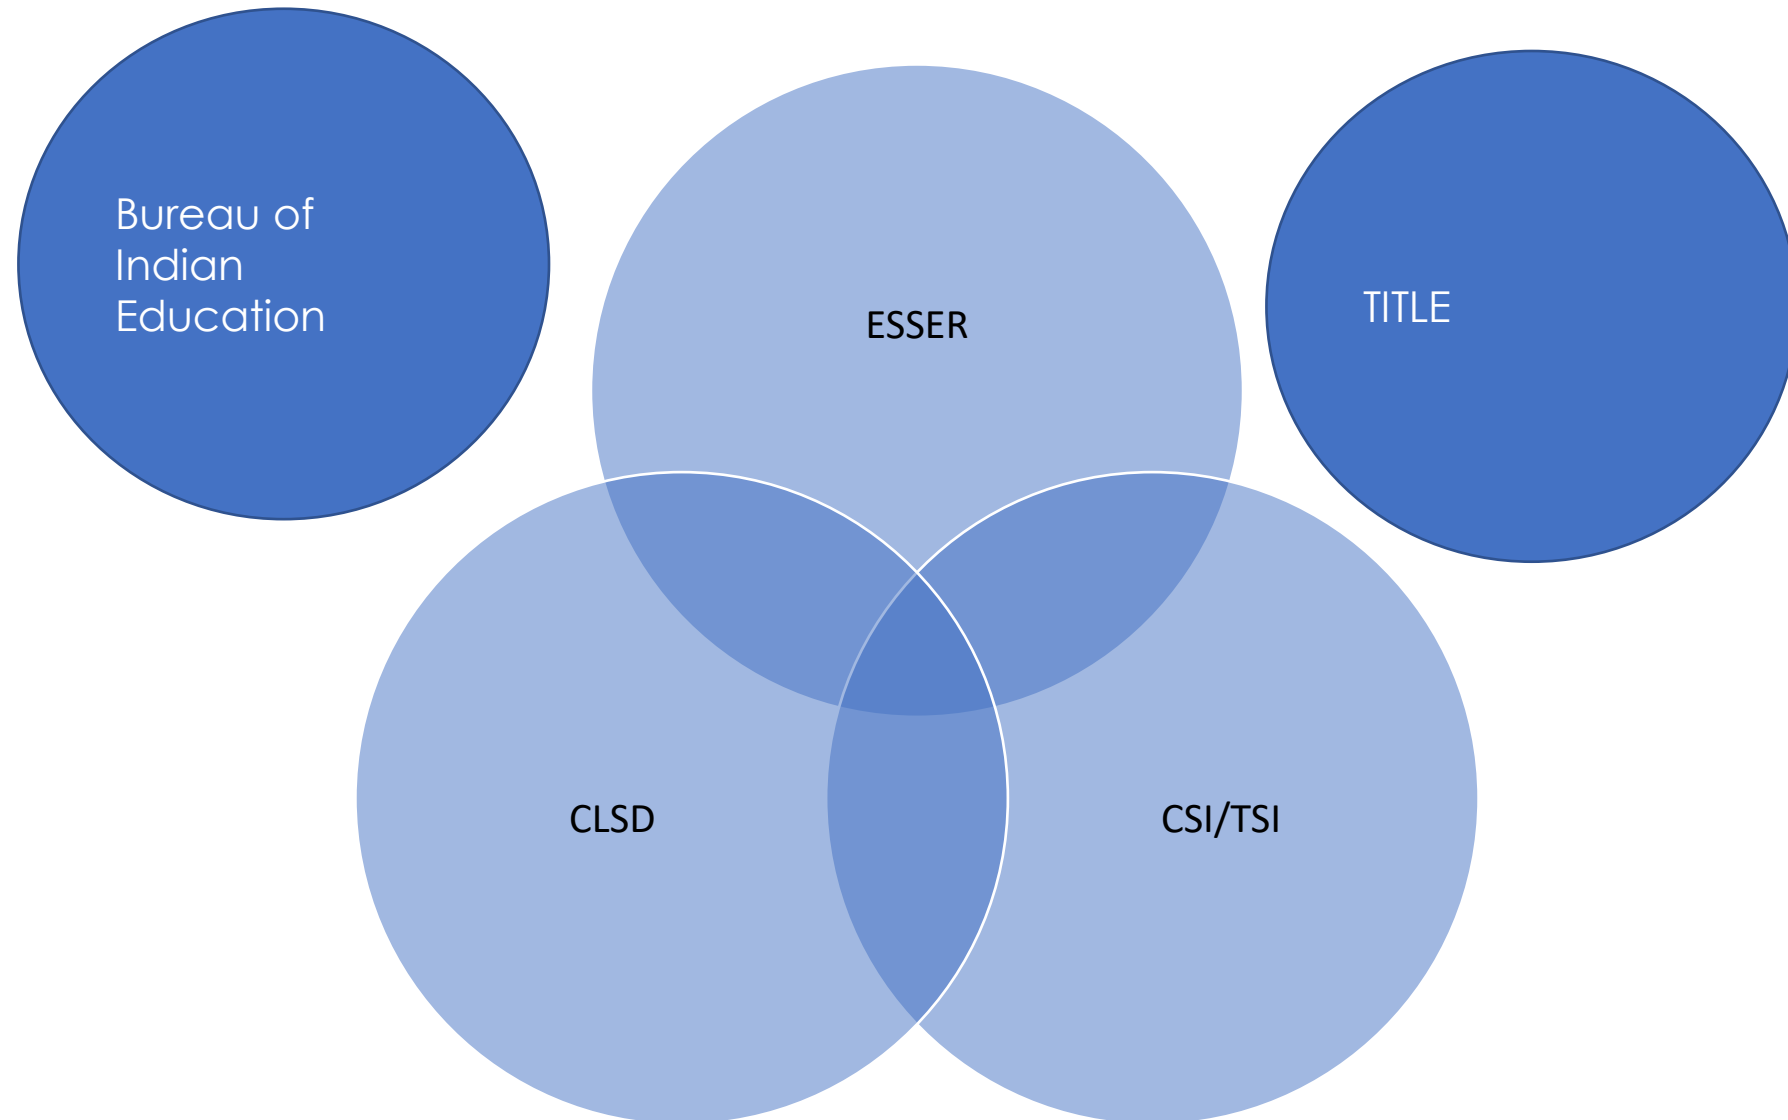 Bureau of
Indian
Education
ESSER
TITLE
CLSD
CSI/TSI